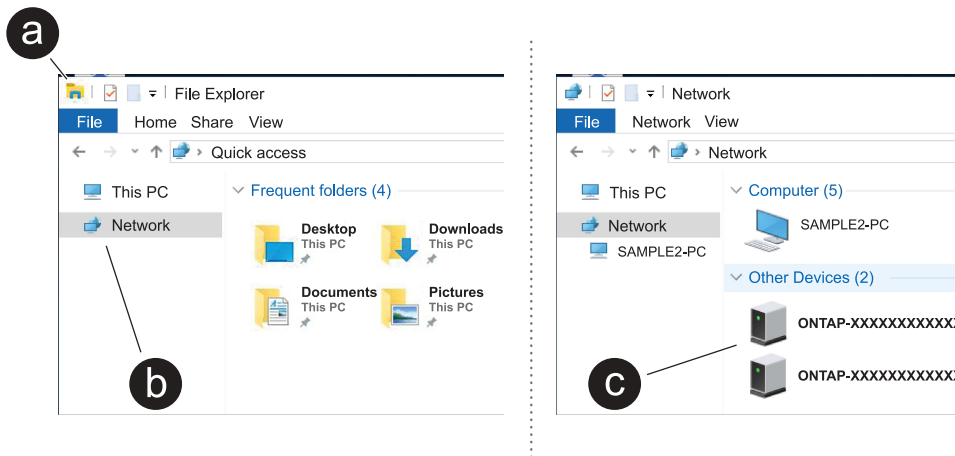 a
File Explorer
File Home Share View
Quick access
This PC
Network
Frequent folders (4)
Desktop
This PC
Downloads
This PC
Documents
This PC
Pictures
This PC
b
Network
File Network View
Network
This PC
Network
SAMPLE2-PC
Computer (5)
SAMPLE2-PC
Other Devices (2)
ONTAP-XXXXXXXXXXX
ONTAP-XXXXXXXXXXX
c